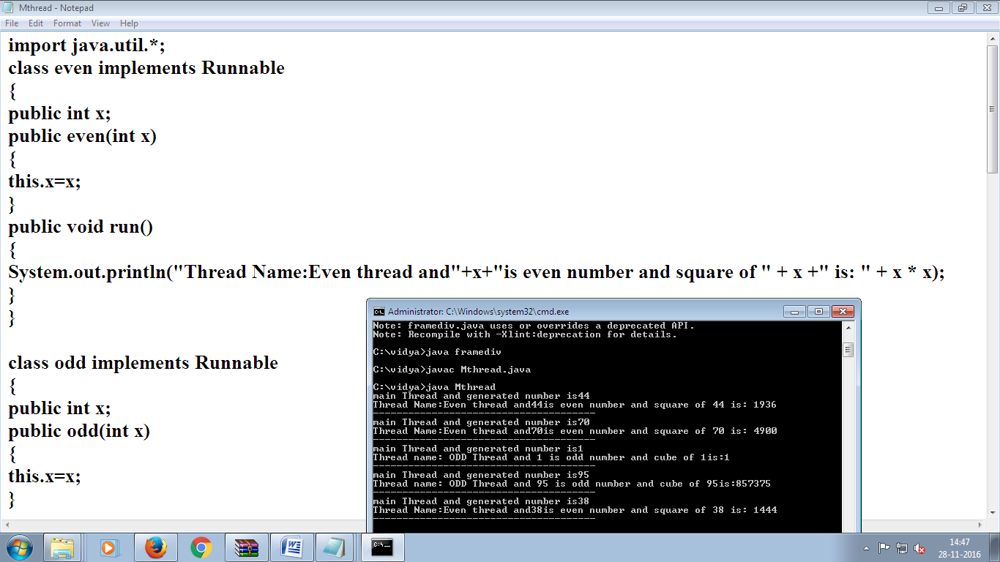 Mthread - Notepad
File Edit Format View Help
import java.util.*;
class even implements Runnable
{
public int x;
public even(int x)
{
this.x=x;
}
public void run()
{
System.out.println("Thread Name:Even thread and"+x+"is even number and square of " + x +" is: " + x * x);
}
}
class odd implements Runnable
{
public int x;
public odd(int x)
{
this.x=x;
}
Administrator: C:\Windows\system32\cmd.exe
Note: framediv.java uses or overrides a deprecated API.
Note: Recompile with -Xlint:deprecation for details.
C:\vidya>java framediv
C:\vidya>javac Mthread.java
C:\vidya>java Mthread
main Thread and generated number is44
Thread Name:Even thread and44is even number and square of 44 is: 1936
--------------------------------------
main Thread and generated number is70
Thread Name:Even thread and70is even number and square of 70 is: 4900
--------------------------------------
main Thread and generated number is1
Thread name: ODD Thread and 1 is odd number and cube of 1is:1
--------------------------------------
main Thread and generated number is95
Thread name: ODD Thread and 95 is odd number and cube of 95is:857375
--------------------------------------
main Thread and generated number is38
Thread Name:Even thread and38is even number and square of 38 is: 1444
--------------------------------------
C:\.
14:47
28-11-2016